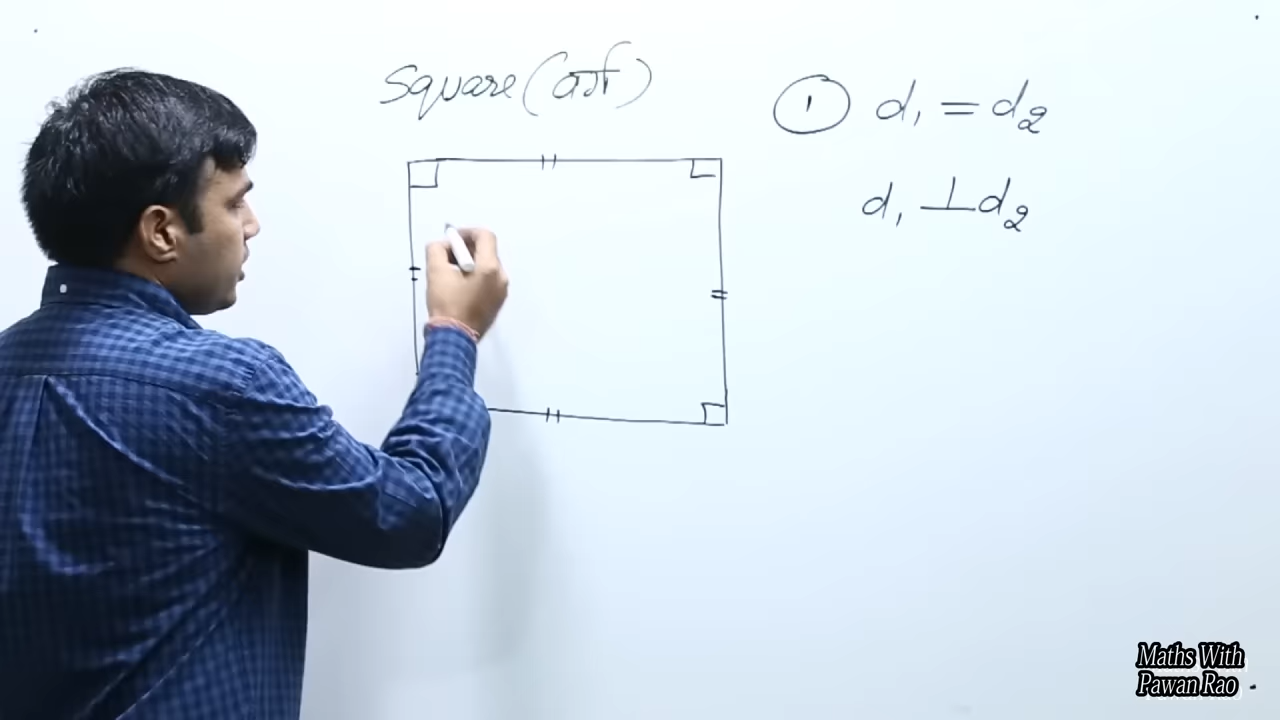 Square (वर्ग)
① d₁ = d₂
d₁ ⊥ d₂
Maths With
Pawan Rao